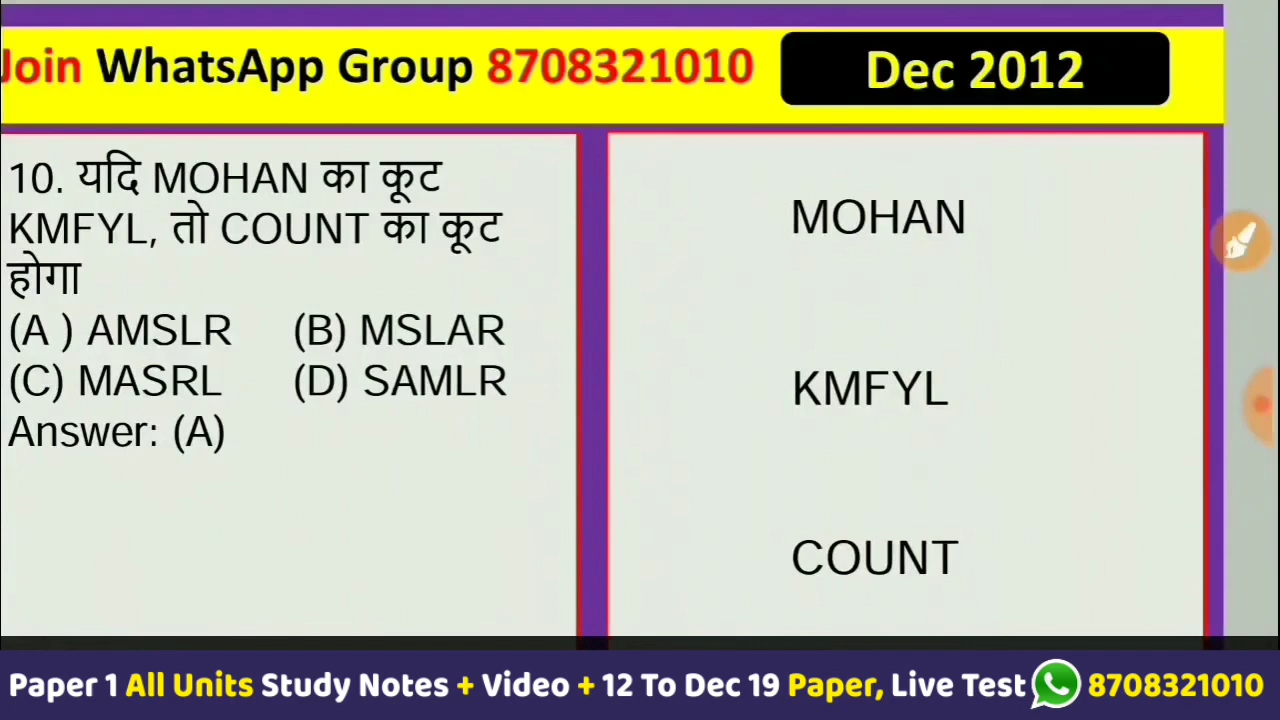 Join WhatsApp Group 8708321010
Dec 2012
10. यदि MOHAN का कूट
KMFYL, तो COUNT का कूट
होगा
(A ) AMSLR (B) MSLAR
(C) MASRL (D) SAMLR
Answer: (A)
MOHAN
KMFYL
COUNT
Paper 1 All Units Study Notes + Video + 12 To Dec 19 Paper, Live Test 8708321010